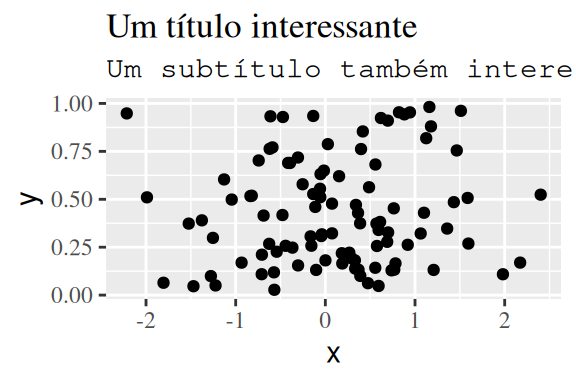 Um título interessante
Um subtítulo também intere
1.00
0.75
0.50
0.25
0.00
y
-2
-1
0
1
2
x